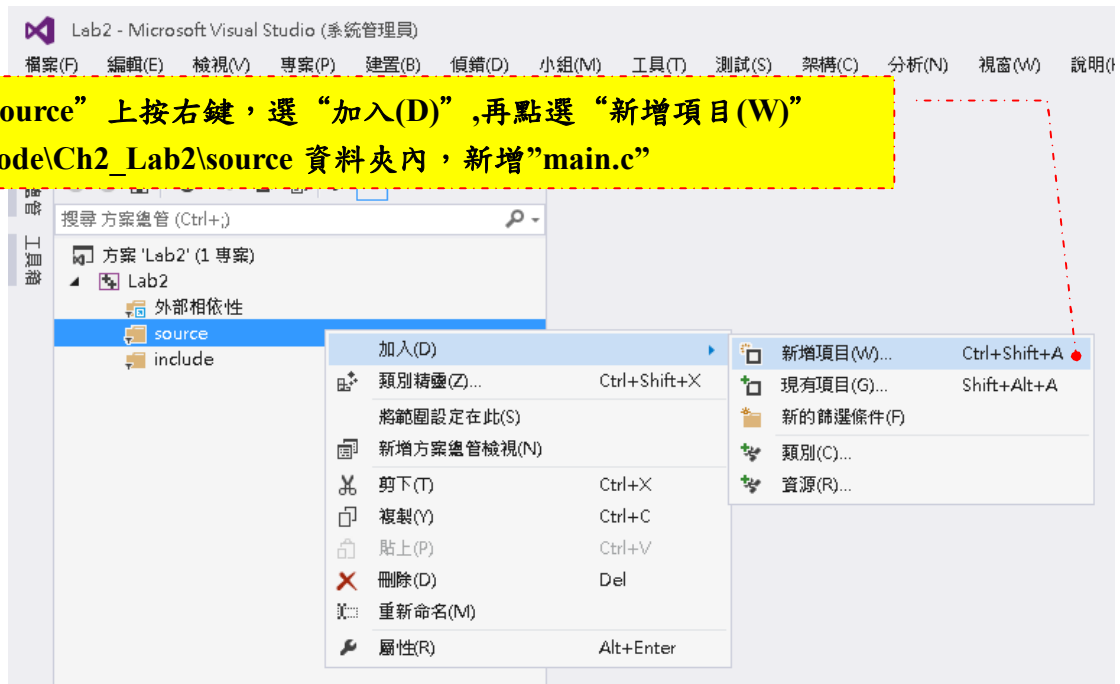 Lab2 - Microsoft Visual Studio (系統管理員)
檔案(F) 編輯(E) 檢視(V) 專案(P) 建置(B) 偵錯(D) 小組(M) 工具(T) 測試(S) 架構(C) 分析(N) 視窗(W) 說明(
ource”上按右鍵，選“加入(D)”,再點選“新增項目(W)”
ode\Ch2_Lab2\source 資料夾內，新增”main.c”
搜尋 方案總管 (Ctrl+;)
工具箱
方案 'Lab2' (1 專案)
Lab2
外部相依性
source
include
加入(D)
類別精靈(Z)... Ctrl+Shift+X
將範圍設定在此(S)
新增方案總管檢視(N)
剪下(T) Ctrl+X
複製(Y) Ctrl+C
貼上(P) Ctrl+V
刪除(D) Del
重新命名(M)
屬性(R) Alt+Enter
新增項目(W)... Ctrl+Shift+A
現有項目(G)... Shift+Alt+A
新的篩選條件(F)
類別(C)...
資源(R)...